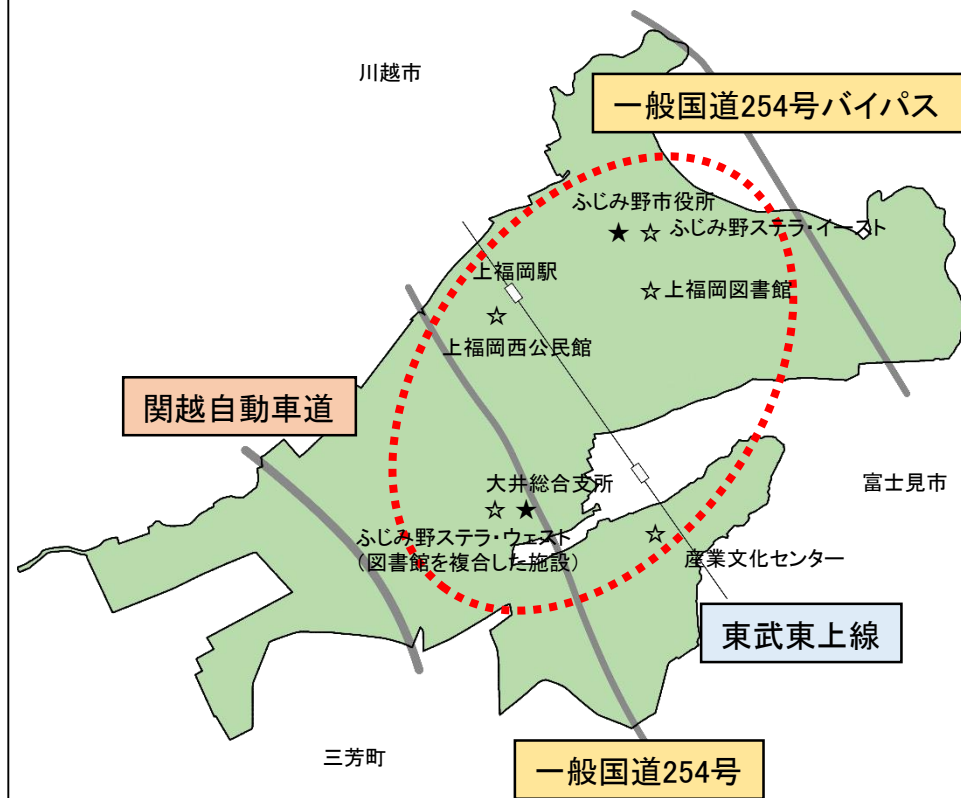 川越市
一般国道254号バイパス
ふじみ野市役所
★ ☆ ふじみ野ステラ・イースト
上福岡駅
☆上福岡図書館
☆
上福岡西公民館
関越自動車道
大井総合支所
☆ ★
富士見市
ふじみ野ステラ・ウェスト
（図書館を複合した施設）
☆
産業文化センター
東武東上線
三芳町
一般国道254号